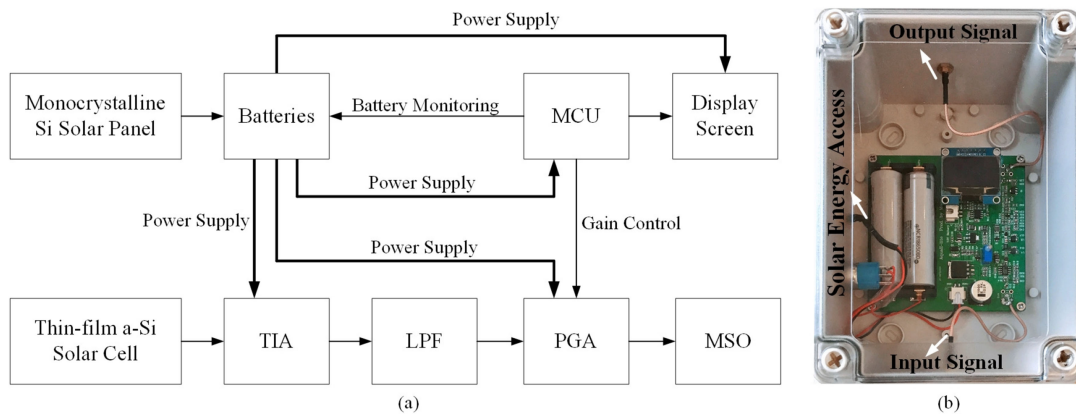 Power Supply
Monocrystalline
Si Solar Panel
Batteries
Battery Monitoring
MCU
Display
Screen
Power Supply
Power Supply
Gain Control
Power Supply
Thin-film a-Si
Solar Cell
TIA
LPF
PGA
MSO
(a)
Output Signal
Solar Energy Access
Input Signal
(b)